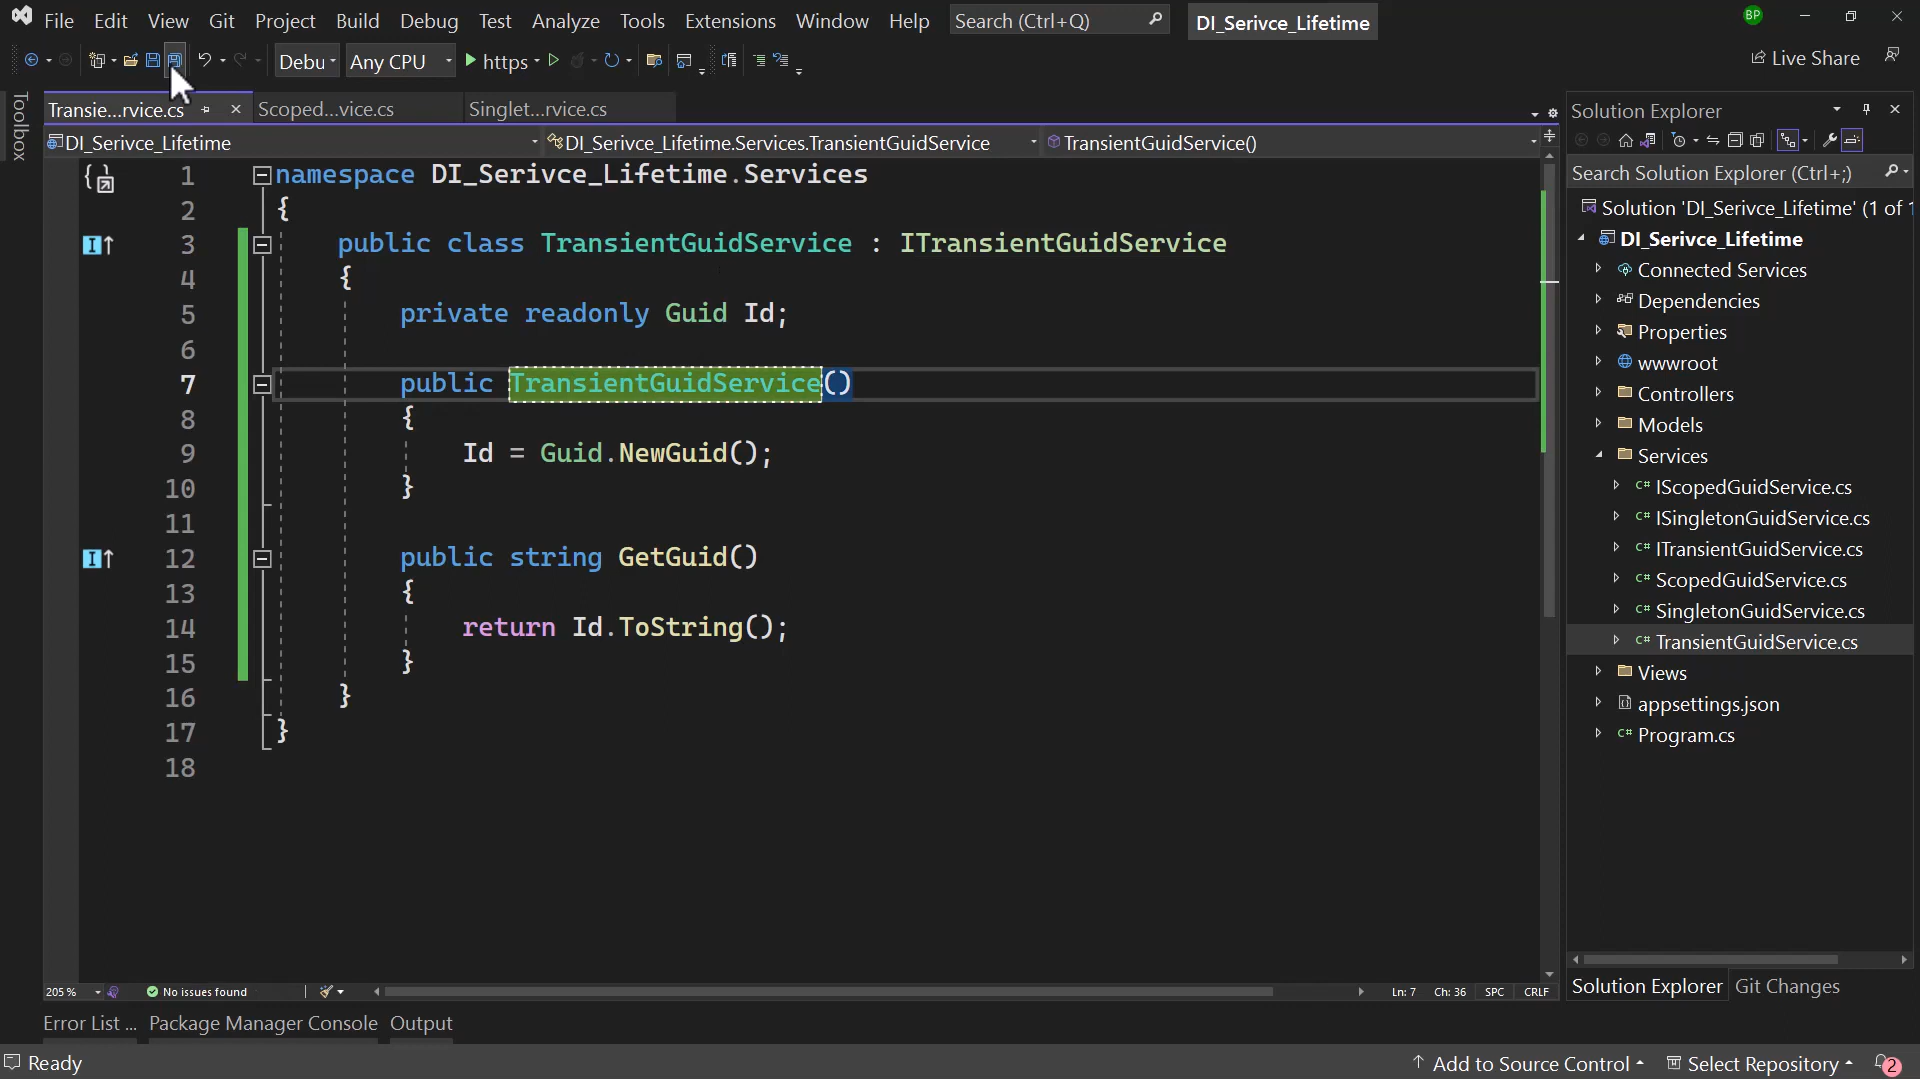 File Edit View Git Project Build Debug Test Analyze Tools Extensions Window Help Search (Ctrl+Q) DI_Serivce_Lifetime BP
Debu Any CPU https Live Share
Toolbox
Transie...rvice.cs Scoped...vice.cs Singlet...rvice.cs
DI_Serivce_Lifetime DI_Serivce_Lifetime.Services.TransientGuidService TransientGuidService()
1 namespace DI_Serivce_Lifetime.Services
2 {
3 public class TransientGuidService : ITransientGuidService
4 {
5 private readonly Guid Id;
6
7 public TransientGuidService()
8 {
9 Id = Guid.NewGuid();
10 }
11
12 public string GetGuid()
13 {
14 return Id.ToString();
15 }
16 }
17 }
18
205 % No issues found Ln: 7 Ch: 36 SPC CRLF
Error List ... Package Manager Console Output
Solution Explorer
Search Solution Explorer (Ctrl+;)
Solution 'DI_Serivce_Lifetime' (1 of 1
DI_Serivce_Lifetime
Connected Services
Dependencies
Properties
wwwroot
Controllers
Models
Services
C# IScopedGuidService.cs
C# ISingletonGuidService.cs
C# ITransientGuidService.cs
C# ScopedGuidService.cs
C# SingletonGuidService.cs
C# TransientGuidService.cs
Views
appsettings.json
C# Program.cs
Solution Explorer Git Changes
Ready Add to Source Control Select Repository 2